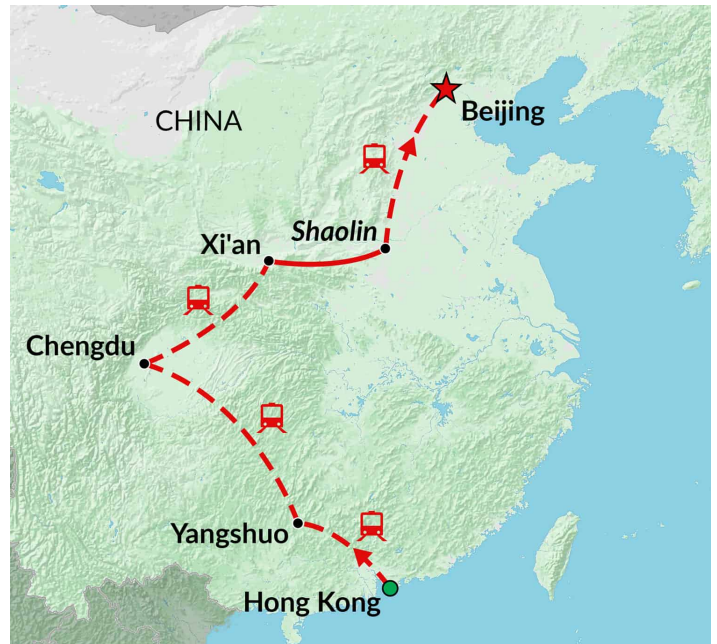 CHINA
Beijing
Shaolin
Xi'an
Chengdu
Yangshuo
Hong Kong